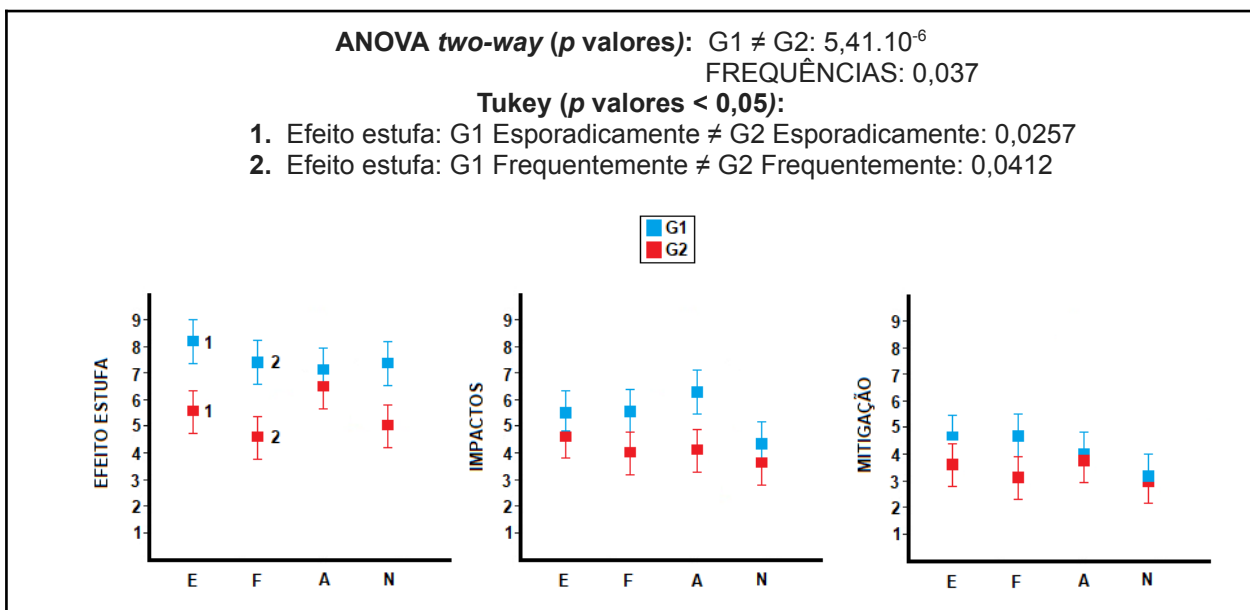 ANOVA two-way (p valores): G1 ≠ G2: 5,41.10⁻⁶
FREQUÊNCIAS: 0,037
Tukey (p valores < 0,05):
1. Efeito estufa: G1 Esporadicamente ≠ G2 Esporadicamente: 0,0257
2. Efeito estufa: G1 Frequentemente ≠ G2 Frequentemente: 0,0412
G1
G2
EFEITO ESTUFA
9
8
7
6
5
4
3
2
1
1
2
1
2
E F A N
IMPACTOS
9
8
7
6
5
4
3
2
1
E F A N
MITIGAÇÃO
9
8
7
6
5
4
3
2
1
E F A N